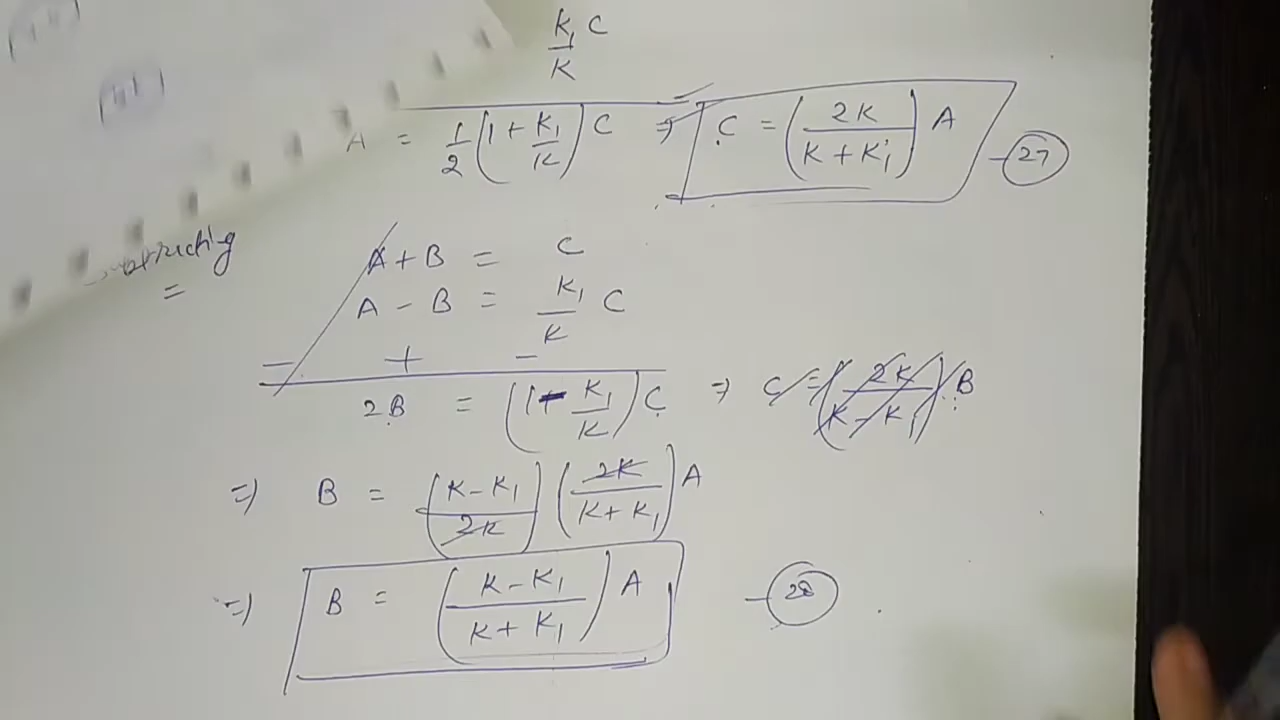 K₁/K C
A = 1/2 (1 + K₁/K) C ⇒ C = (2K / (K + K₁)) A — 27
A + B = C
A − B = K₁/K C
− + −
2B = (1 − K₁/K) C ⇒ C = (2K / (K − K₁)) B
⇒ B = ((K − K₁) / 2K) (2K / (K + K₁)) A
⇒ B = ((K − K₁) / (K + K₁)) A — 28